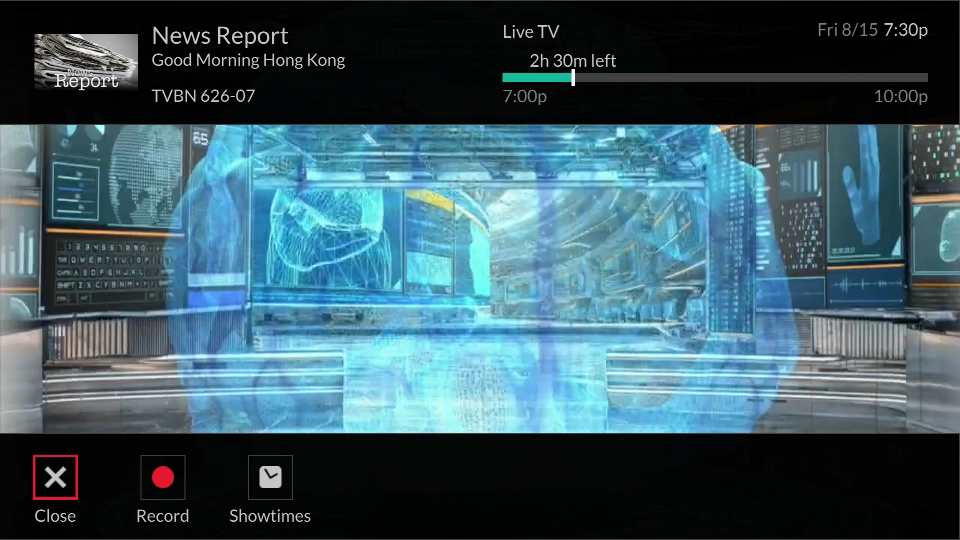 Report
News Report
Good Morning Hong Kong
TVBN 626-07
Live TV
2h 30m left
7:00p
10:00p
Fri 8/15 7:30p
65
Close
Record
Showtimes